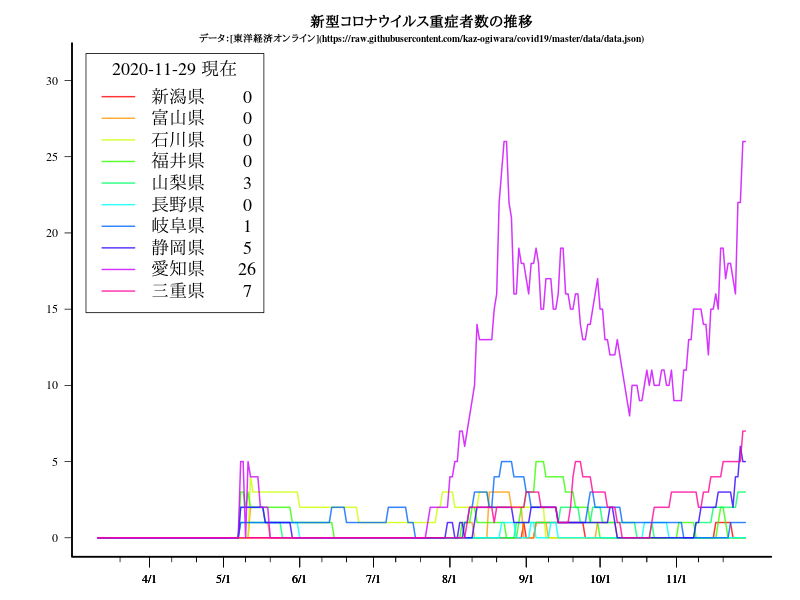 新型コロナウイルス重症者数の推移
データ:[東洋経済オンライン](https://raw.githubusercontent.com/kaz-ogiwara/covid19/master/data/data.json)
2020-11-29 現在
新潟県 0
富山県 0
石川県 0
福井県 0
山梨県 3
長野県 0
岐阜県 1
静岡県 5
愛知県 26
三重県 7
30
25
20
15
10
5
0
4/1 5/1 6/1 7/1 8/1 9/1 10/1 11/1